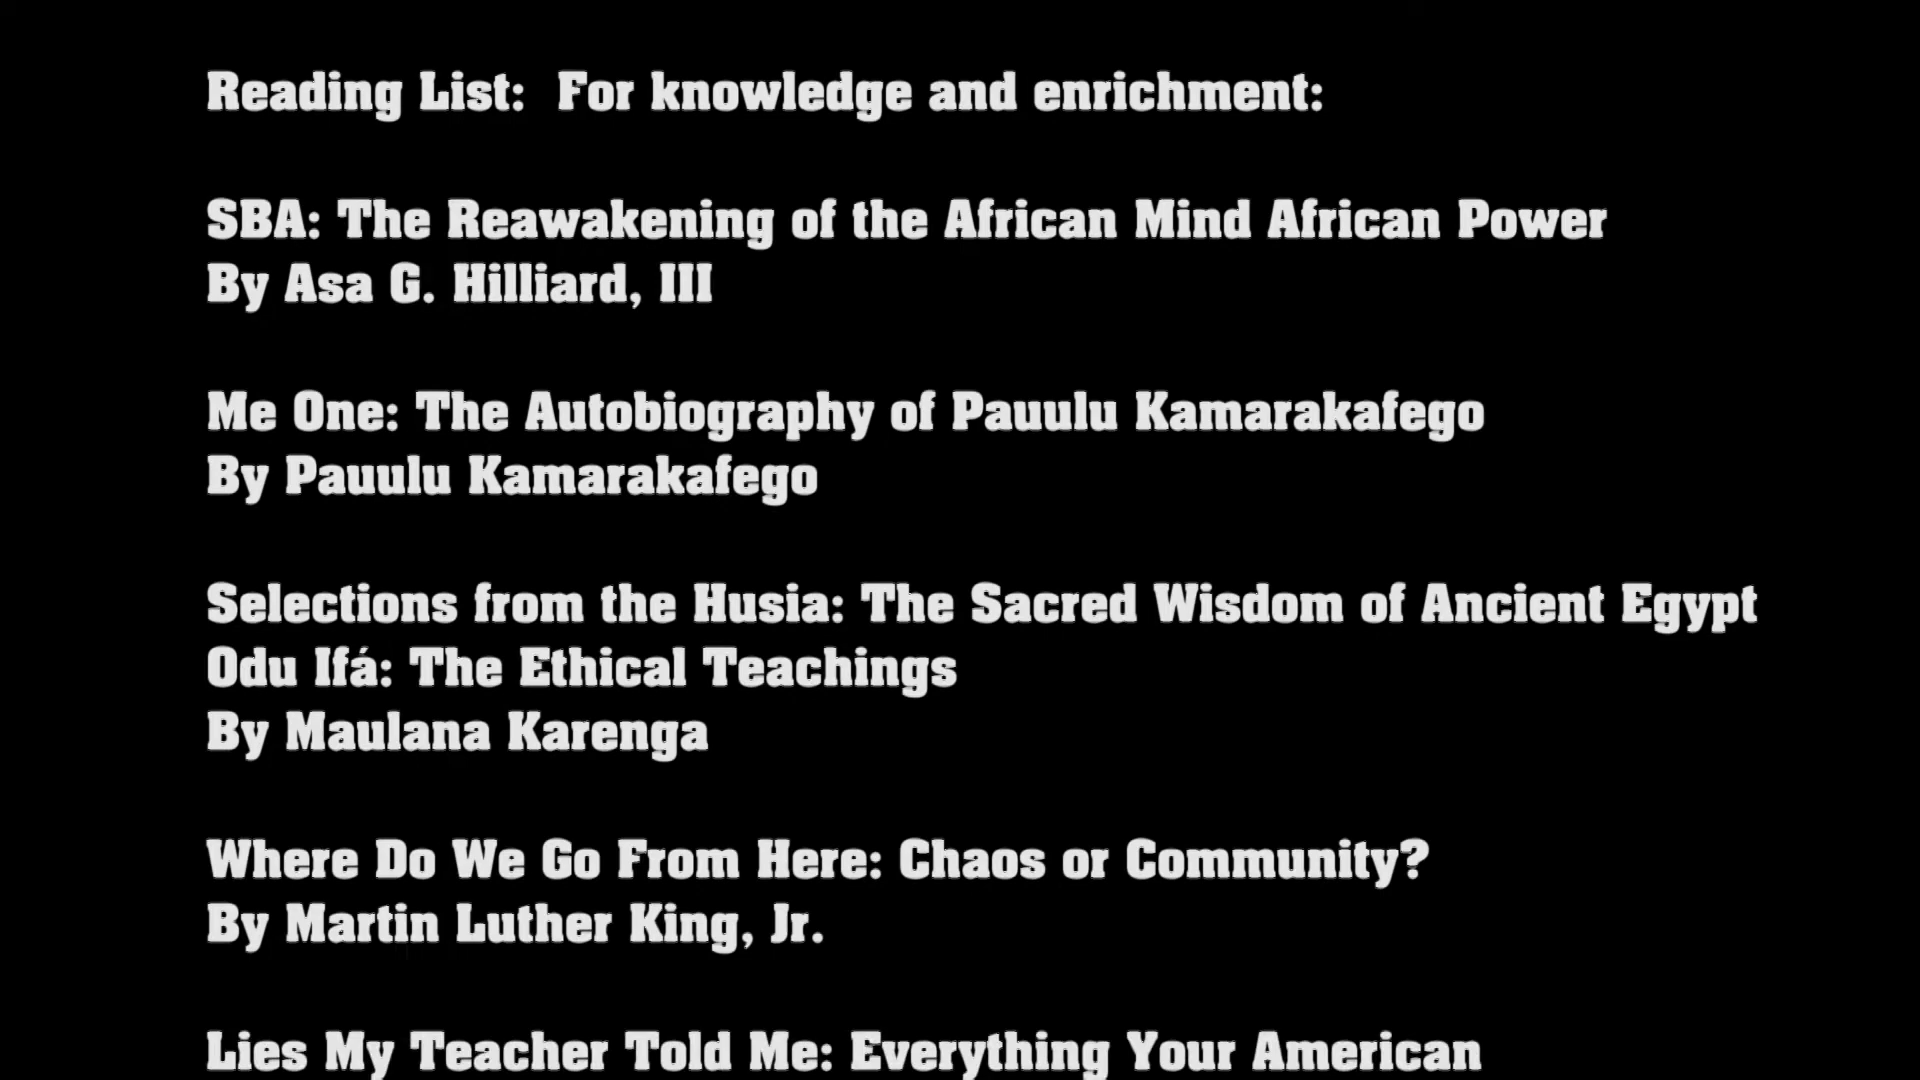 Reading List:  For knowledge and enrichment:
SBA: The Reawakening of the African Mind African Power
By Asa G. Hilliard, III
Me One: The Autobiography of Pauulu Kamarakafego
By Pauulu Kamarakafego
Selections from the Husia: The Sacred Wisdom of Ancient Egypt
Odu Ifá: The Ethical Teachings
By Maulana Karenga
Where Do We Go From Here: Chaos or Community?
By Martin Luther King, Jr.
Lies My Teacher Told Me: Everything Your American